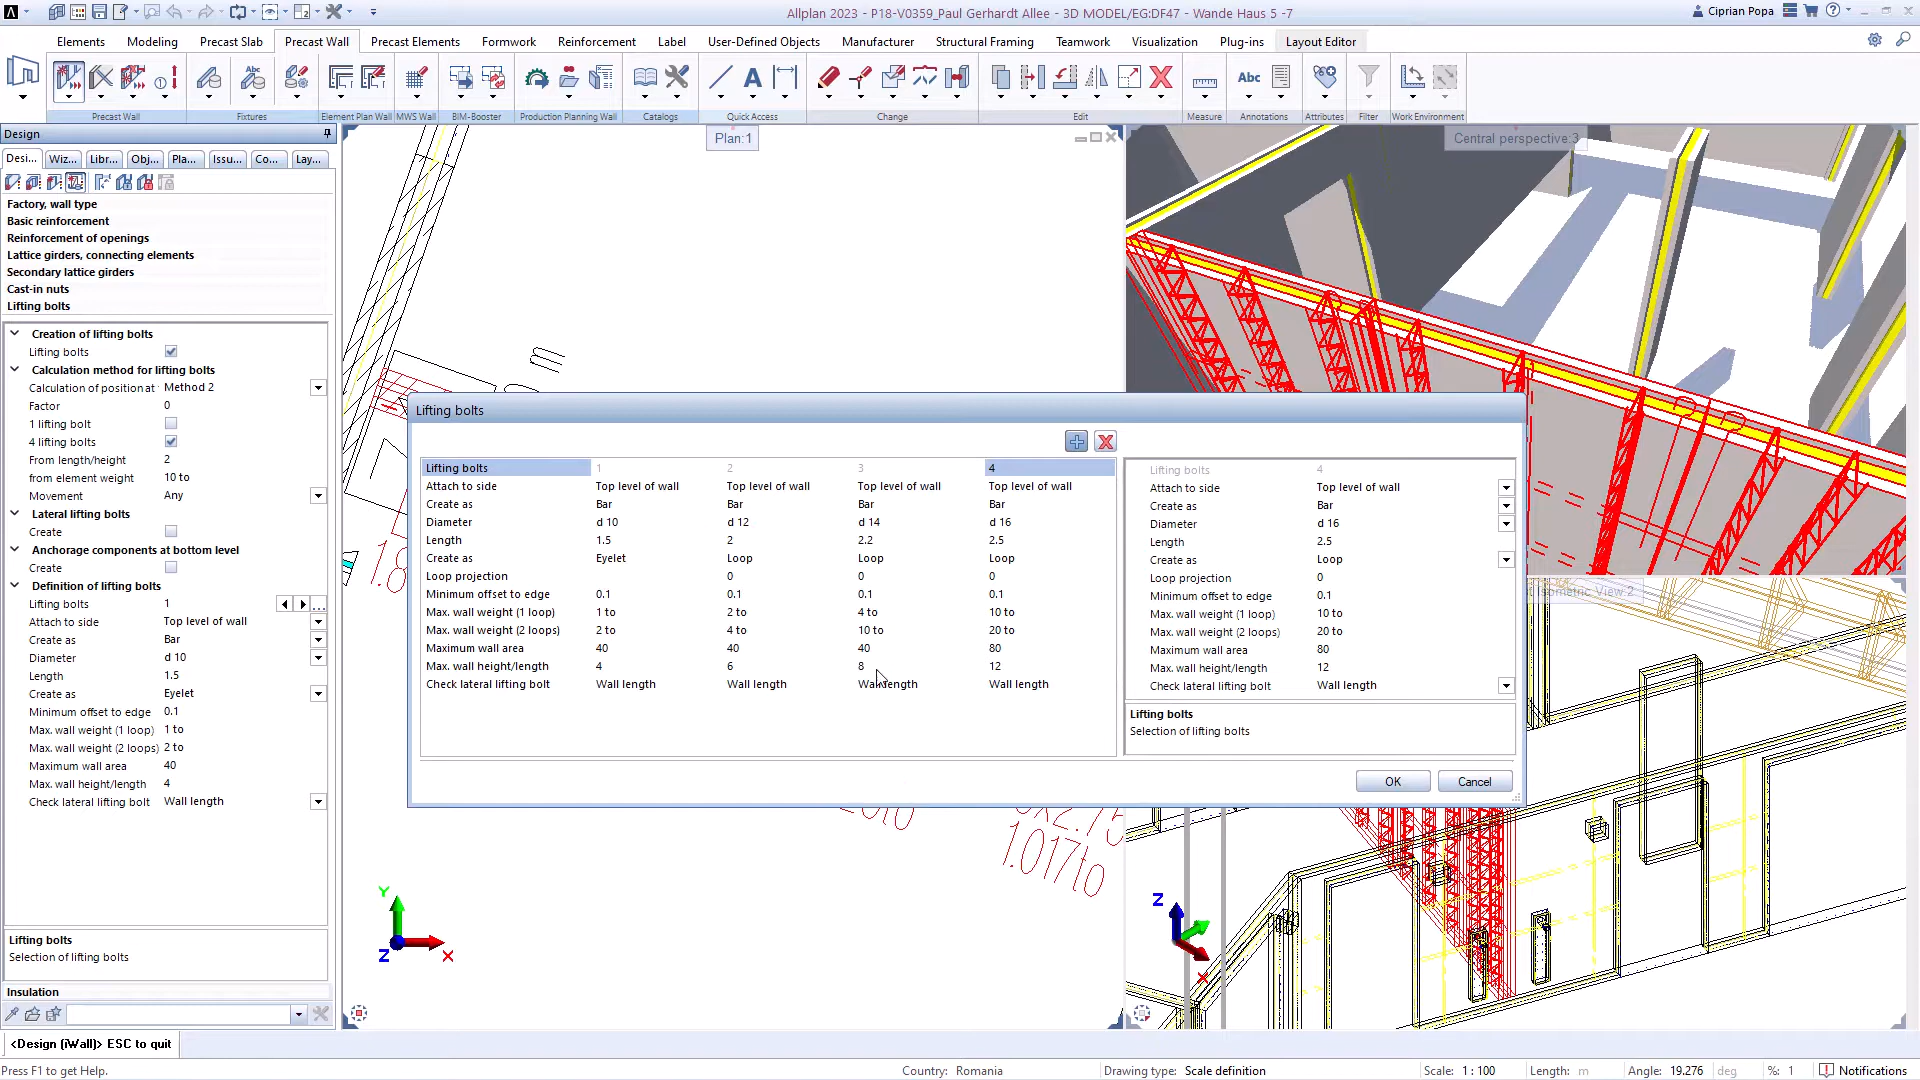 Allplan 2023 - P18-V0359_Paul Gerhardt Allee - 3D MODEL/EG:DF47 - Wande Haus 5 -7
Ciprian Popa
Elements Modeling Precast Slab Precast Wall Precast Elements Formwork Reinforcement Label User-Defined Objects Manufacturer Structural Framing Teamwork Visualization Plug-ins Layout Editor
Abc A Abc
Precast Wall Fixtures Element Plan Wall MWS Wall BIM-Booster Production Planning Wall Catalogs Quick Access Change Edit Measure Annotations Attributes Filter Work Environment
Design
Desi... Wiz... Libr... Obj... Pla... Issu... Co... Lay...
Factory, wall type
Basic reinforcement
Reinforcement of openings
Lattice girders, connecting elements
Secondary lattice girders
Cast-in nuts
Lifting bolts
Creation of lifting bolts
Lifting bolts
Calculation method for lifting bolts
Calculation of position at Method 2
Factor 0
1 lifting bolt
4 lifting bolts
From length/height 2
from element weight 10 to
Movement Any
Lateral lifting bolts
Create
Anchorage components at bottom level
Create
Definition of lifting bolts
Lifting bolts 1 ...
Attach to side Top level of wall
Create as Bar
Diameter d 10
Length 1.5
Create as Eyelet
Minimum offset to edge 0.1
Max. wall weight (1 loop) 1 to
Max. wall weight (2 loops) 2 to
Maximum wall area 40
Max. wall height/length 4
Check lateral lifting bolt Wall length
Lifting bolts
Selection of lifting bolts
Insulation
Plan:1
Central perspective:3
Isometric View:2
Lifting bolts
Lifting bolts 1 2 3 4
Attach to side Top level of wall Top level of wall Top level of wall Top level of wall
Create as Bar Bar Bar Bar
Diameter d 10 d 12 d 14 d 16
Length 1.5 2 2.2 2.5
Create as Eyelet Loop Loop Loop
Loop projection 0 0 0
Minimum offset to edge 0.1 0.1 0.1 0.1
Max. wall weight (1 loop) 1 to 2 to 4 to 10 to
Max. wall weight (2 loops) 2 to 4 to 10 to 20 to
Maximum wall area 40 40 40 80
Max. wall height/length 4 6 8 12
Check lateral lifting bolt Wall length Wall length Wall length Wall length
Lifting bolts 4
Attach to side Top level of wall
Create as Bar
Diameter d 16
Length 2.5
Create as Loop
Loop projection 0
Minimum offset to edge 0.1
Max. wall weight (1 loop) 10 to
Max. wall weight (2 loops) 20 to
Maximum wall area 80
Max. wall height/length 12
Check lateral lifting bolt Wall length
Lifting bolts
Selection of lifting bolts
OK Cancel
1.017to
Y
Z X
Z
X
<Design (iWall)> ESC to quit
Press F1 to get Help. Country: Romania Drawing type: Scale definition Scale: 1 : 100 Length: m Angle: 19.276 deg %: 1 Notifications